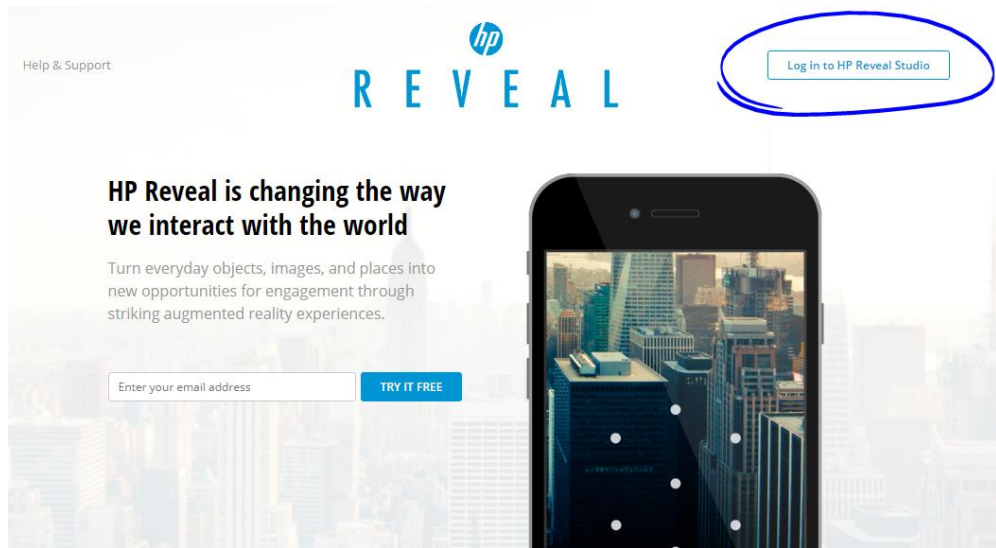 hp
Help & Support
REVEAL
Log in to HP Reveal Studio
HP Reveal is changing the way
we interact with the world
Turn everyday objects, images, and places into
new opportunities for engagement through
striking augmented reality experiences.
Enter your email address
TRY IT FREE